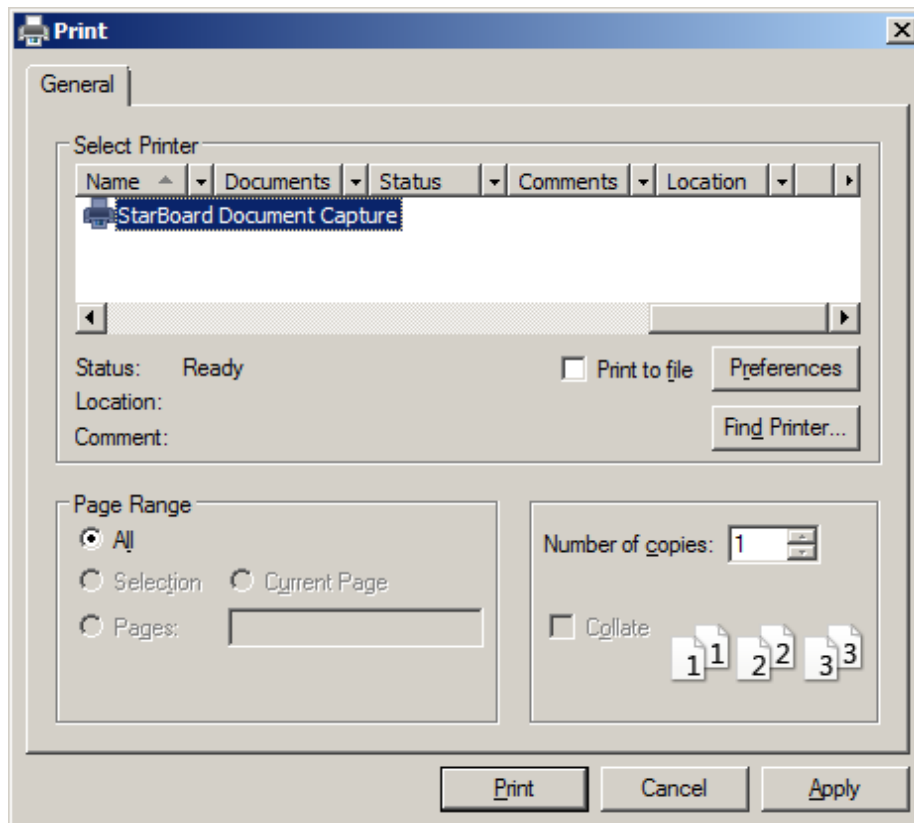 Print
General
Select Printer
Name Documents Status Comments Location
StarBoard Document Capture
Status: Ready
Print to file
Preferences
Location:
Comment:
Find Printer...
Page Range
All
Selection Current Page
Pages:
Number of copies: 1
Collate
1 1 2 2 3 3
Print Cancel Apply